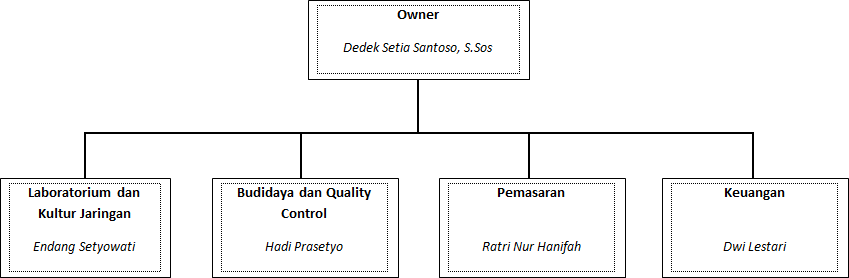 Owner
Dedek Setia Santoso, S.Sos
Laboratorium dan
Kultur Jaringan
Endang Setyowati
Budidaya dan Quality
Control
Hadi Prasetyo
Pemasaran
Ratri Nur Hanifah
Keuangan
Dwi Lestari